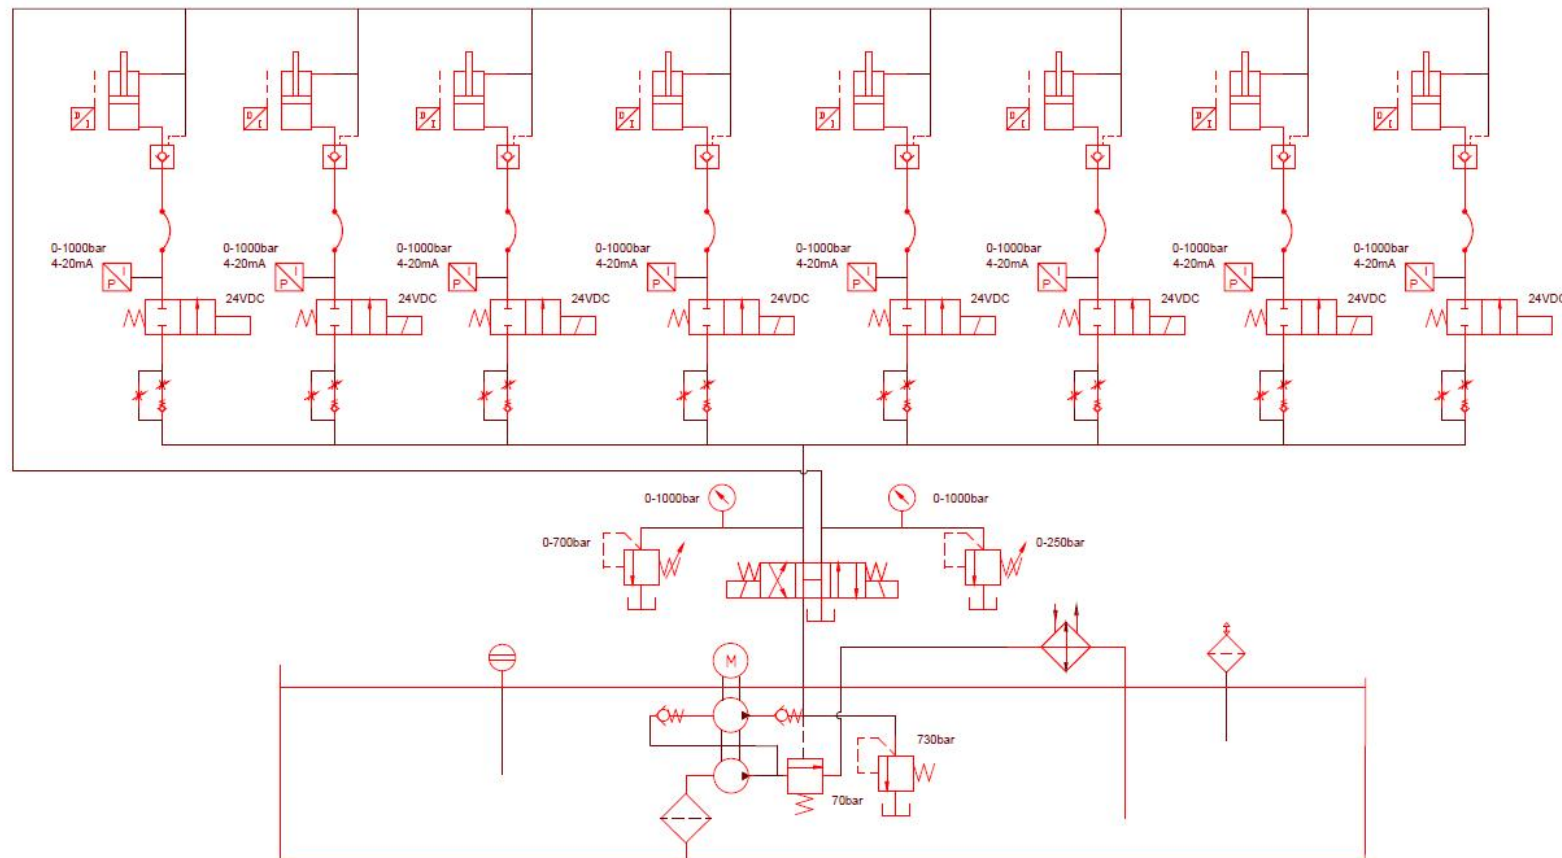 D I
D I
D I
D I
D I
D I
D I
D I
0-1000bar
4-20mA
0-1000bar
4-20mA
0-1000bar
4-20mA
0-1000bar
4-20mA
0-1000bar
4-20mA
0-1000bar
4-20mA
0-1000bar
4-20mA
0-1000bar
4-20mA
I P
I P
I P
I P
I P
I P
I P
I P
24VDC
24VDC
24VDC
24VDC
24VDC
24VDC
24VDC
24VDC
0-1000bar
0-1000bar
0-700bar
0-250bar
M
730bar
70bar